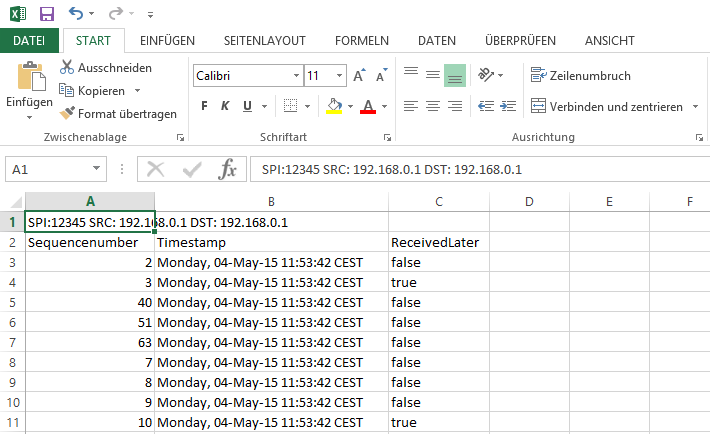 DATEI START EINFÜGEN SEITENLAYOUT FORMELN DATEN ÜBERPRÜFEN ANSICHT
Einfügen
Ausschneiden
Kopieren
Format übertragen
Zwischenablage
Calibri 11 A A
F K U A
Schriftart
Zeilenumbruch
Verbinden und zentrieren
Ausrichtung
A1 fx SPI:12345 SRC: 192.168.0.1 DST: 192.168.0.1
A B C D E F
1 SPI:12345 SRC: 192.168.0.1 DST: 192.168.0.1
2 Sequencenumber Timestamp ReceivedLater
3 2 Monday, 04-May-15 11:53:42 CEST false
4 3 Monday, 04-May-15 11:53:42 CEST true
5 40 Monday, 04-May-15 11:53:42 CEST false
6 51 Monday, 04-May-15 11:53:42 CEST false
7 63 Monday, 04-May-15 11:53:42 CEST false
8 7 Monday, 04-May-15 11:53:42 CEST false
9 8 Monday, 04-May-15 11:53:42 CEST false
10 9 Monday, 04-May-15 11:53:42 CEST false
11 10 Monday, 04-May-15 11:53:42 CEST true